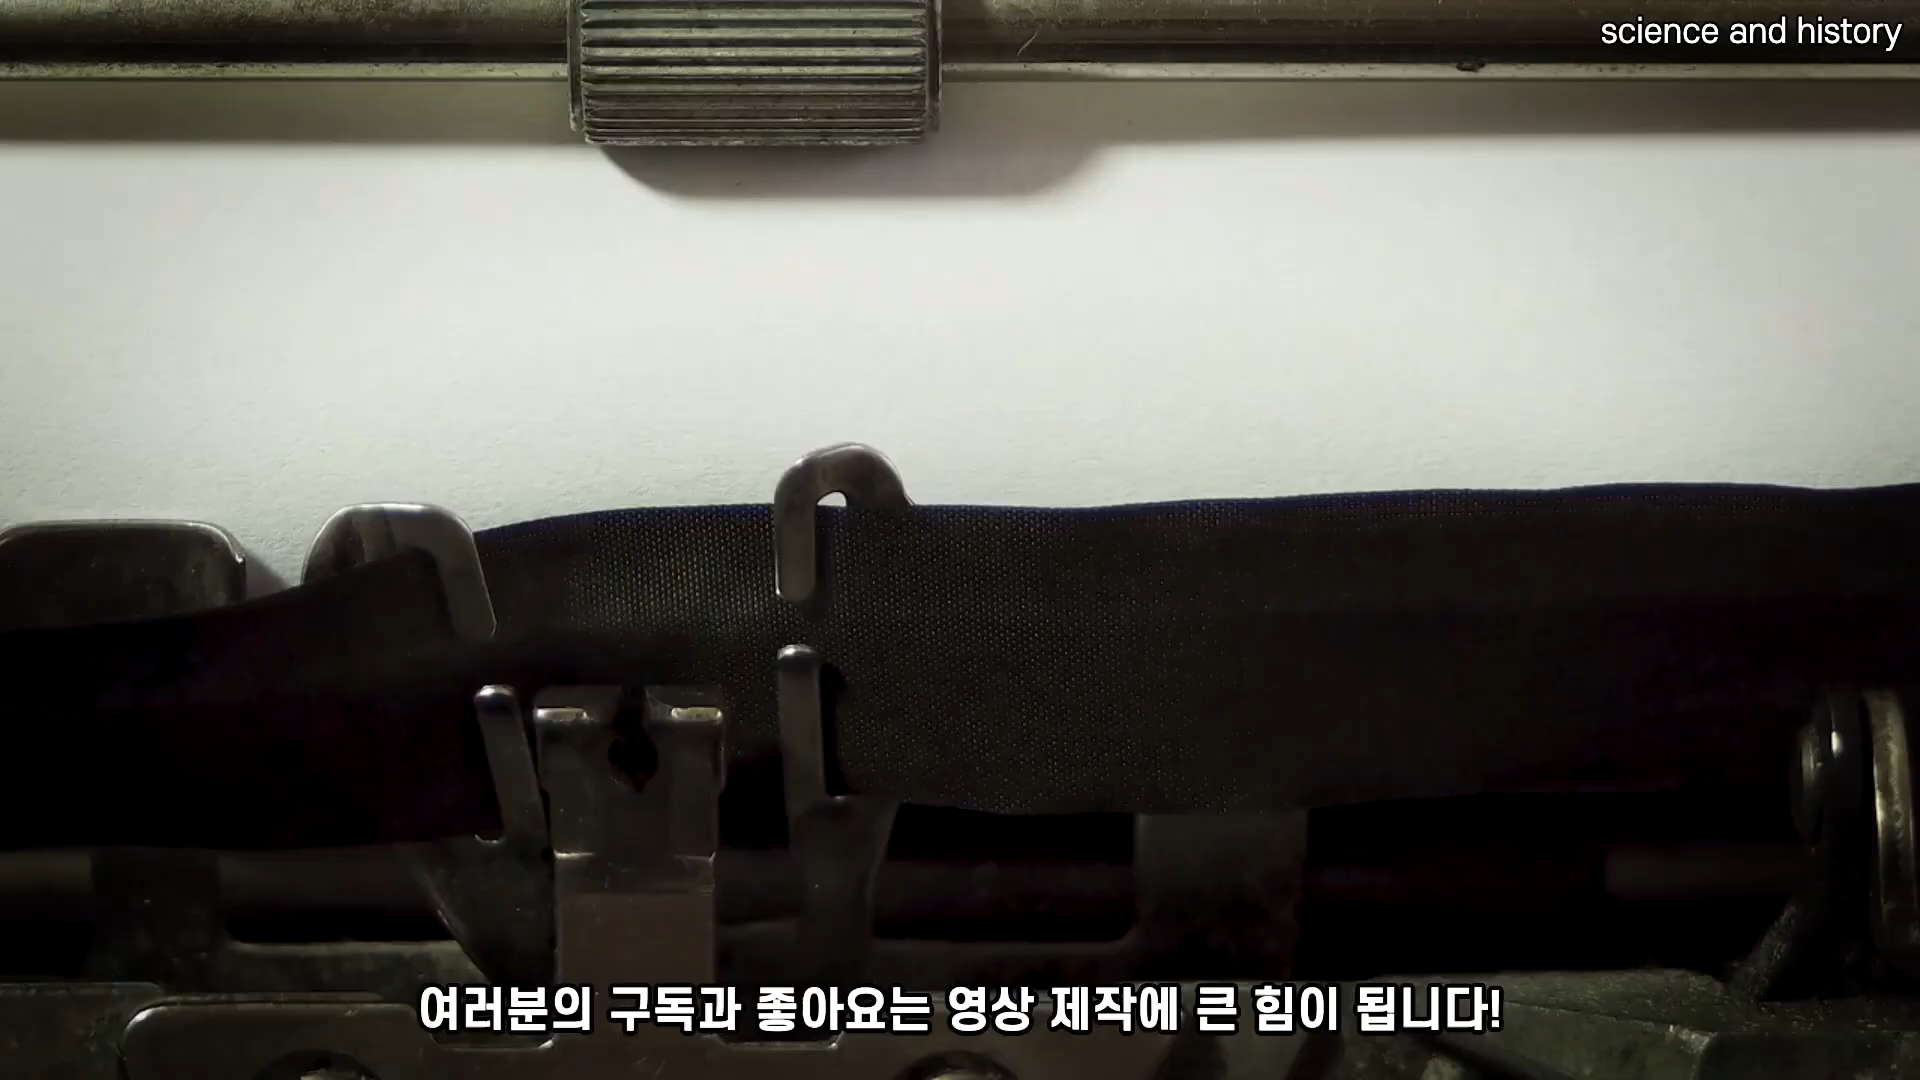 science and history
여러분의 구독과 좋아요는 영상 제작에 큰 힘이 됩니다!